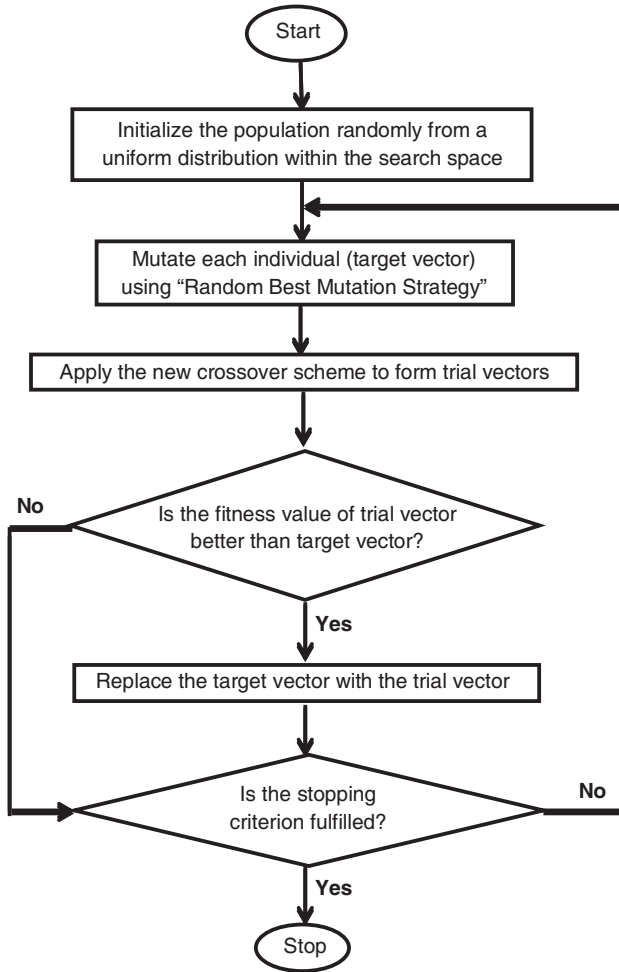 Start
Initialize the population randomly from a
uniform distribution within the search space
Mutate each individual (target vector)
using “Random Best Mutation Strategy”
Apply the new crossover scheme to form trial vectors
No
Is the fitness value of trial vector
better than target vector?
Yes
Replace the target vector with the trial vector
Is the stopping
criterion fulfilled?
No
Yes
Stop